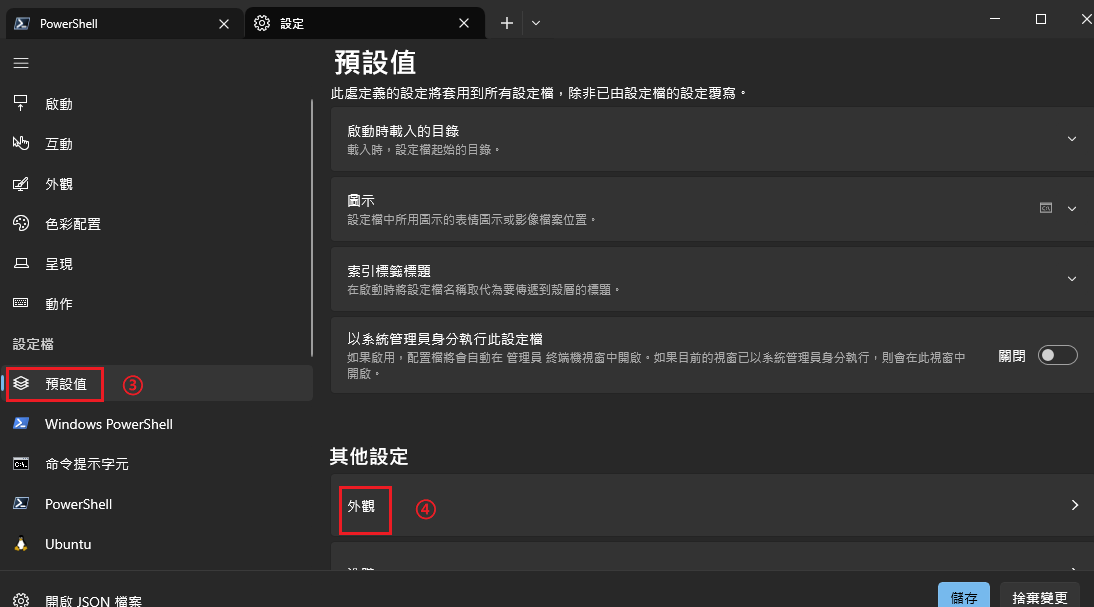 PowerShell
設定
啟動
互動
外觀
色彩配置
呈現
動作
設定檔
預設值
③
Windows PowerShell
命令提示字元
PowerShell
Ubuntu
開啟 JSON 檔案
預設值
此處定義的設定將套用到所有設定檔，除非已由設定檔的設定覆寫。
啟動時載入的目錄
載入時，設定檔起始的目錄。
圖示
設定檔中所用圖示的表情圖示或影像檔案位置。
索引標籤標題
在啟動時將設定檔名稱取代為要傳遞到殼層的標題。
以系統管理員身分執行此設定檔
如果啟用，配置檔將會自動在 管理員 終端機視窗中開啟。如果目前的視窗已以系統管理員身分執行，則會在此視窗中
開啟。
關閉
其他設定
外觀
④
儲存
捨棄變更